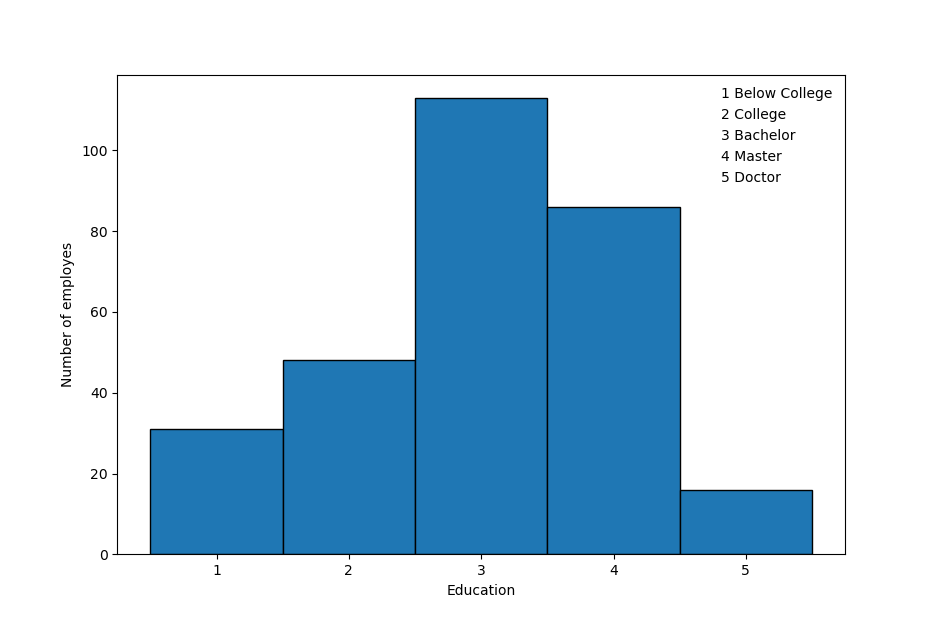 1 Below College
2 College
3 Bachelor
4 Master
5 Doctor
100
80
60
40
20
0
Number of employes
1 2 3 4 5
Education